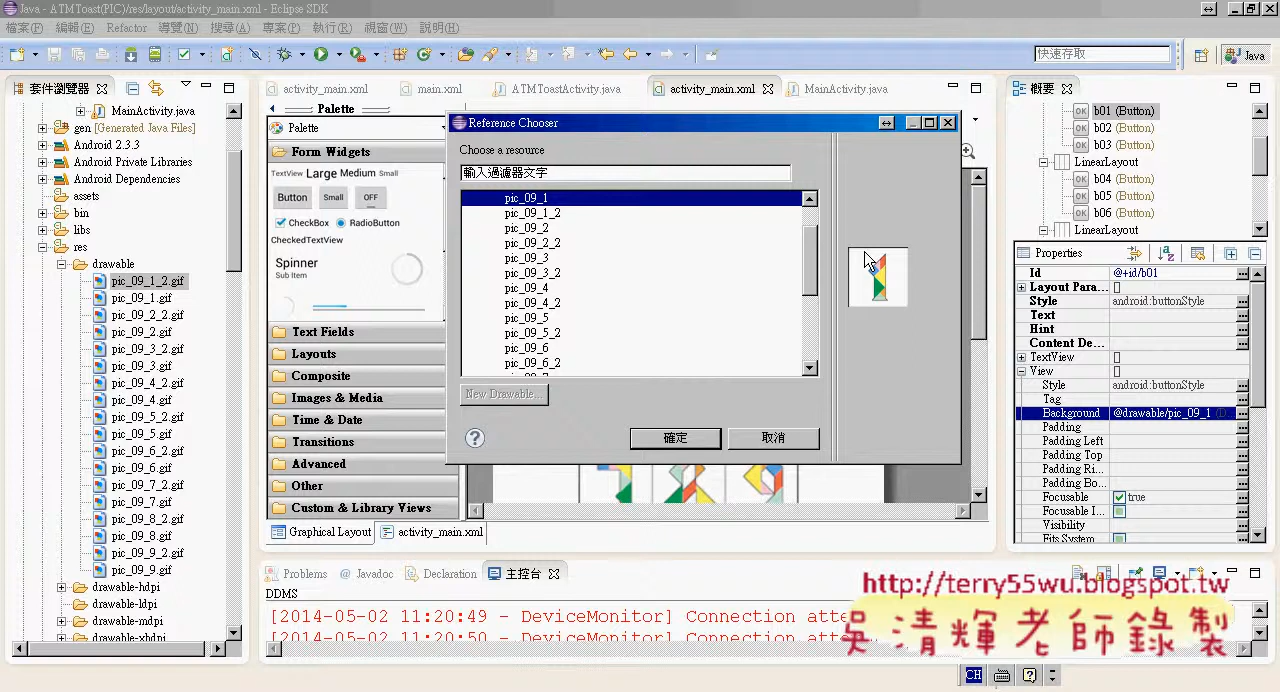 Java - ATMToast(PIC)/res/layout/activity_main.xml - Eclipse SDK
檔案(F) 編輯(E) Refactor 導覽(N) 搜尋(A) 專案(P) 執行(R) 視窗(W) 說明(H)
快速存取
Java
套件瀏覽器
MainActivity.java
gen [Generated Java Files]
Android 2.3.3
Android Private Libraries
Android Dependencies
assets
bin
libs
res
drawable
pic_09_1_2.gif
pic_09_1.gif
pic_09_2_2.gif
pic_09_2.gif
pic_09_3_2.gif
pic_09_3.gif
pic_09_4_2.gif
pic_09_4.gif
pic_09_5_2.gif
pic_09_5.gif
pic_09_6_2.gif
pic_09_6.gif
pic_09_7_2.gif
pic_09_7.gif
pic_09_8_2.gif
pic_09_8.gif
pic_09_9_2.gif
pic_09_9.gif
drawable-hdpi
drawable-ldpi
drawable-mdpi
drawable-xhdpi
activity_main.xml
main.xml
ATMToastActivity.java
activity_main.xml
MainActivity.java
Palette
Palette
Form Widgets
TextView Large Medium Small
Button Small OFF
CheckBox RadioButton
CheckedTextView
Spinner
Sub Item
Text Fields
Layouts
Composite
Images & Media
Time & Date
Transitions
Advanced
Other
Custom & Library Views
Graphical Layout
activity_main.xml
Reference Chooser
Choose a resource
輸入過濾器文字
pic_09_1
pic_09_1_2
pic_09_2
pic_09_2_2
pic_09_3
pic_09_3_2
pic_09_4
pic_09_4_2
pic_09_5
pic_09_5_2
pic_09_6
pic_09_6_2
New Drawable...
確定
取消
概要
b01 (Button)
b02 (Button)
b03 (Button)
LinearLayout
b04 (Button)
b05 (Button)
b06 (Button)
LinearLayout
Properties
Id @+id/b01
Layout Para... []
Style android:buttonStyle
Text
Hint
Content De...
TextView []
View []
Style android:buttonStyle
Tag
Background @drawable/pic_09_1
Padding
Padding Left
Padding Top
Padding Ri...
Padding Bo...
Focusable true
Focusable I...
Visibility
Fits System
Problems
@ Javadoc
Declaration
主控台
DDMS
[2014-05-02 11:20:49 - DeviceMonitor] Connection atte
[2014-05-02 11:20:50 - DeviceMonitor] Connection atte
http://terry55wu.blogspot.tw
吳清輝老師錄製
CH